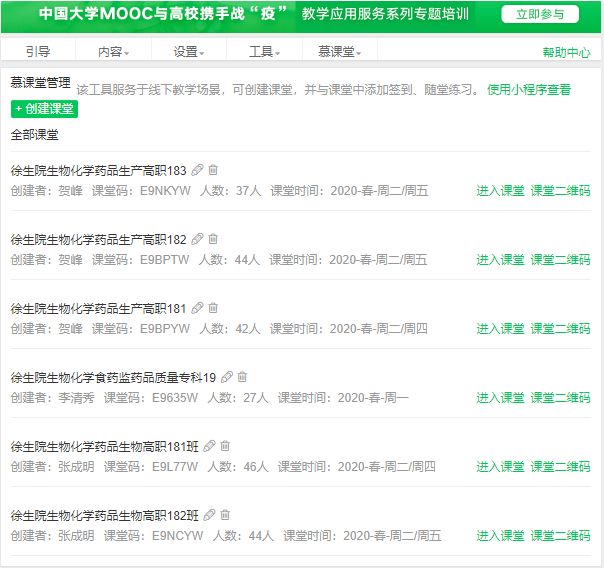 中国大学MOOC与高校携手战“疫” 教学应用服务系列专题培训 立即参与
引导 内容 设置 工具 慕课堂 帮助中心
慕课堂管理 该工具服务于线下教学场景，可创建课堂，并与课堂中添加签到、随堂练习。 使用小程序查看
+ 创建课堂
全部课堂
徐生院生物化学药品生产高职183
创建者：贺峰 课堂码：E9NKYW 人数：37人 课堂时间：2020-春-周二/周五 进入课堂 课堂二维码
徐生院生物化学药品生产高职182
创建者：贺峰 课堂码：E9BPTW 人数：44人 课堂时间：2020-春-周二/周五 进入课堂 课堂二维码
徐生院生物化学药品生产高职181
创建者：贺峰 课堂码：E9BPYW 人数：42人 课堂时间：2020-春-周二/周四 进入课堂 课堂二维码
徐生院生物化学食药监药品质量专科19
创建者：李清秀 课堂码：E9635W 人数：27人 课堂时间：2020-春-周一 进入课堂 课堂二维码
徐生院生物化学药品生物高职181班
创建者：张成明 课堂码：E9L77W 人数：46人 课堂时间：2020-春-周二/周四 进入课堂 课堂二维码
徐生院生物化学药品生物高职182班
创建者：张成明 课堂码：E9NCYW 人数：44人 课堂时间：2020-春-周二/周五 进入课堂 课堂二维码